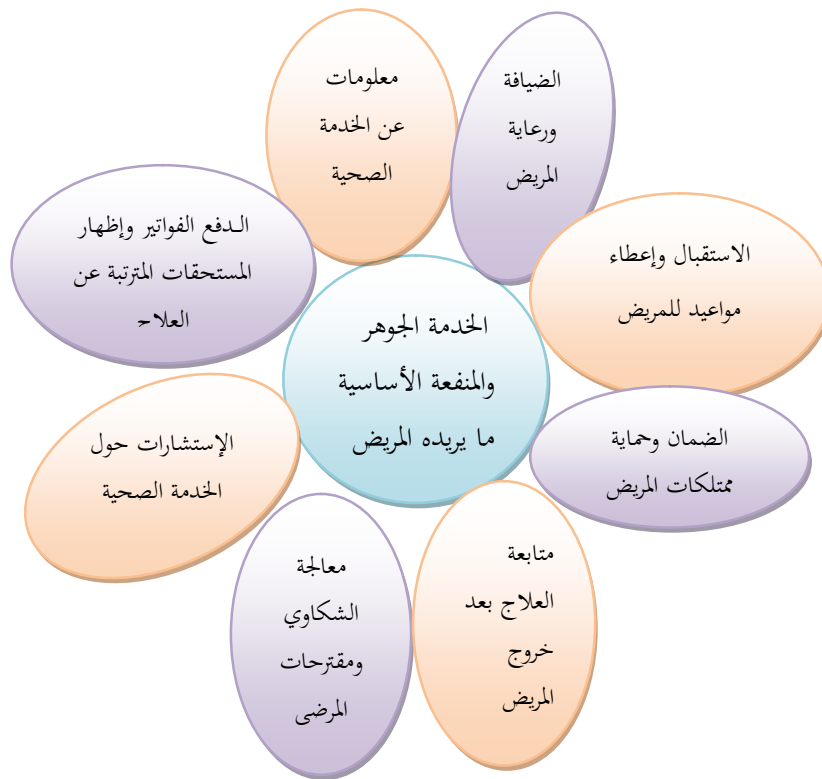 الضيافة
ورعاية
المريض
معلومات
عن الخدمة
الصحية
الاستقبال وإعطاء
مواعيد للمريض
الـدفع الفواتير وإظهار
المستحقات المترتبة عن
العلاج
الخدمة الجوهر
والمنفعة الأساسية
ما يريده المريض
الضمان وحماية
ممتلكات المريض
الإستشارات حول
الخدمة الصحية
متابعة
العلاج بعد
خروج
المريض
معالجة
الشكاوي
ومقترحات
المرضى